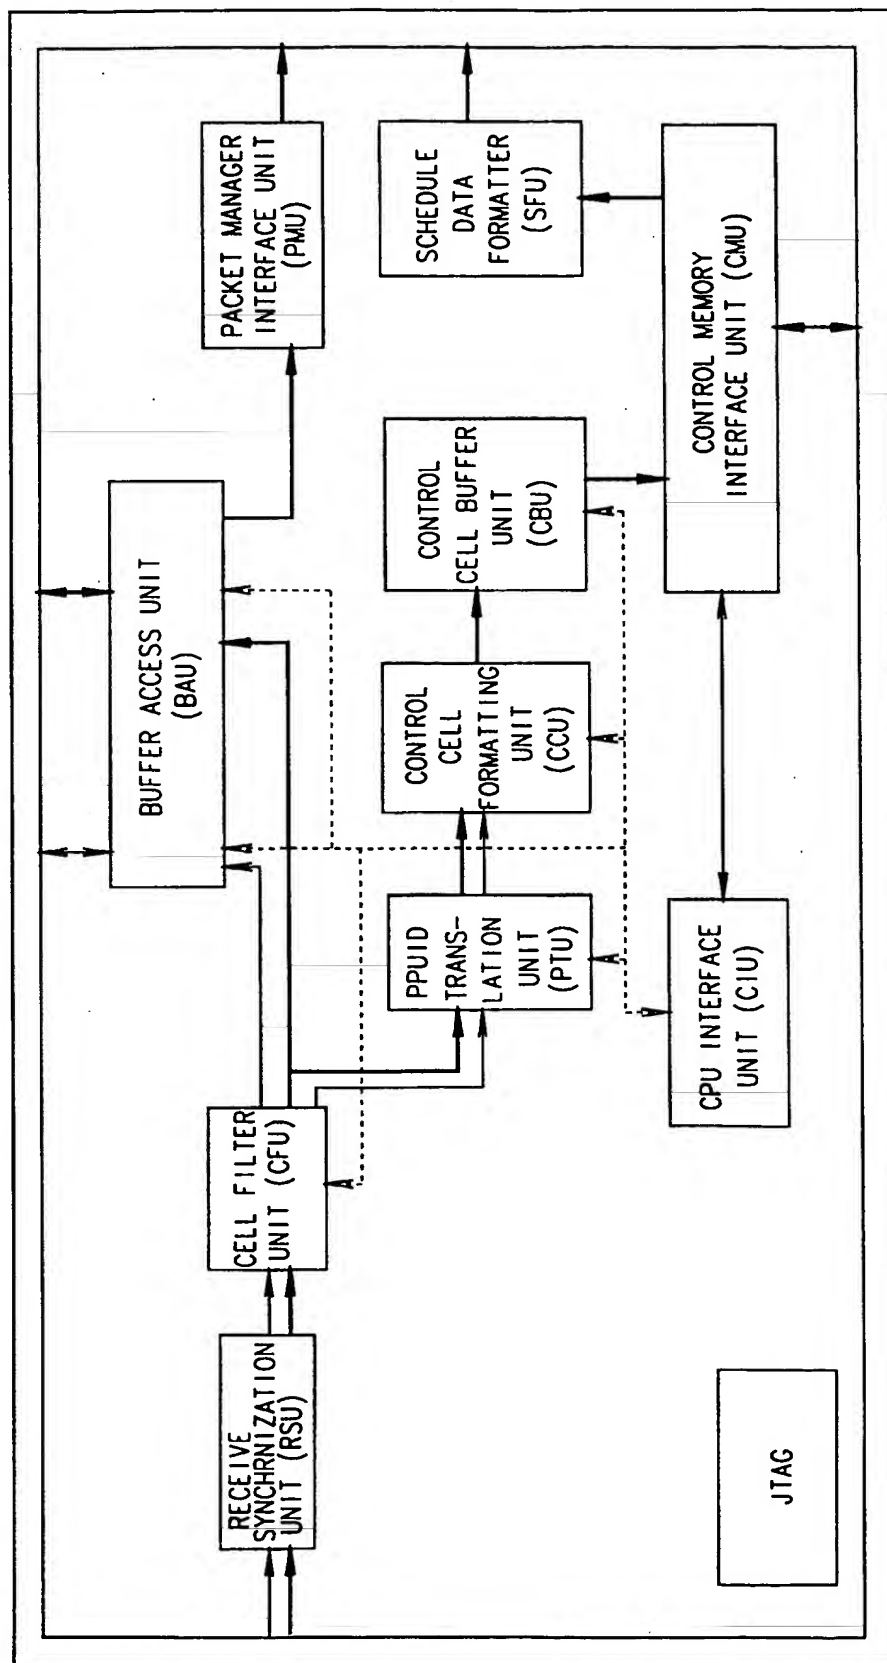 RECEIVE
SYNCHRNIZATION
UNIT (RSU)
CELL FILTER
UNIT (CFU)
BUFFER ACCESS UNIT
(BAU)
PACKET MANAGER
INTERFACE UNIT
(PMU)
PPUID
TRANS-
LATION
UNIT
(PTU)
CONTROL
CELL
FORMATTING
UNIT
(CCU)
CONTROL
CELL BUFFER
UNIT
(CBU)
SCHEDULE
DATA
FORMATTER
(SFU)
JTAG
CPU INTERFACE
UNIT (CIU)
CONTROL MEMORY
INTERFACE UNIT (CMU)